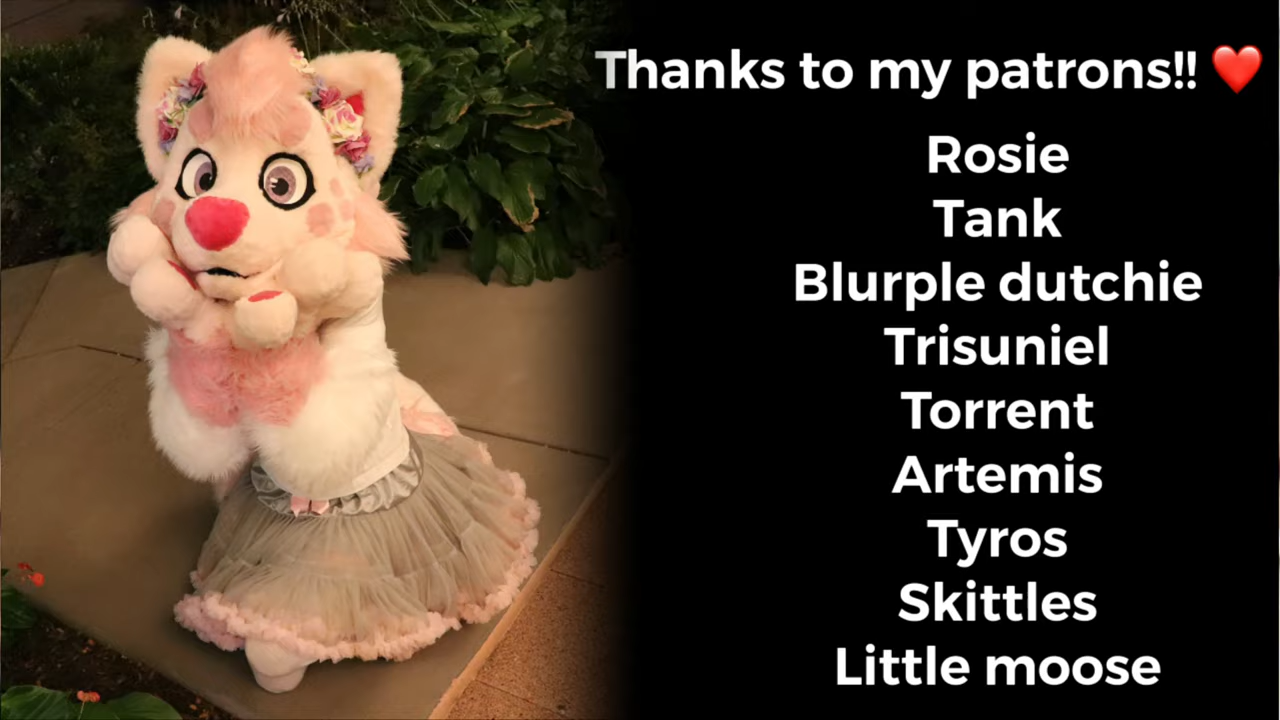 Thanks to my patrons!! ❤️
Rosie
Tank
Blurple dutchie
Trisuniel
Torrent
Artemis
Tyros
Skittles
Little moose